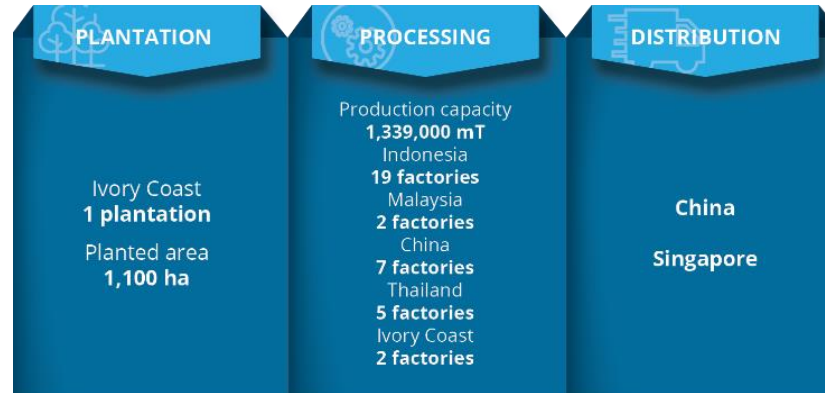 PLANTATION
Ivory Coast
1 plantation
Planted area
1,100 ha
PROCESSING
Production capacity
1,339,000 mT
Indonesia
19 factories
Malaysia
2 factories
China
7 factories
Thailand
5 factories
Ivory Coast
2 factories
DISTRIBUTION
China
Singapore